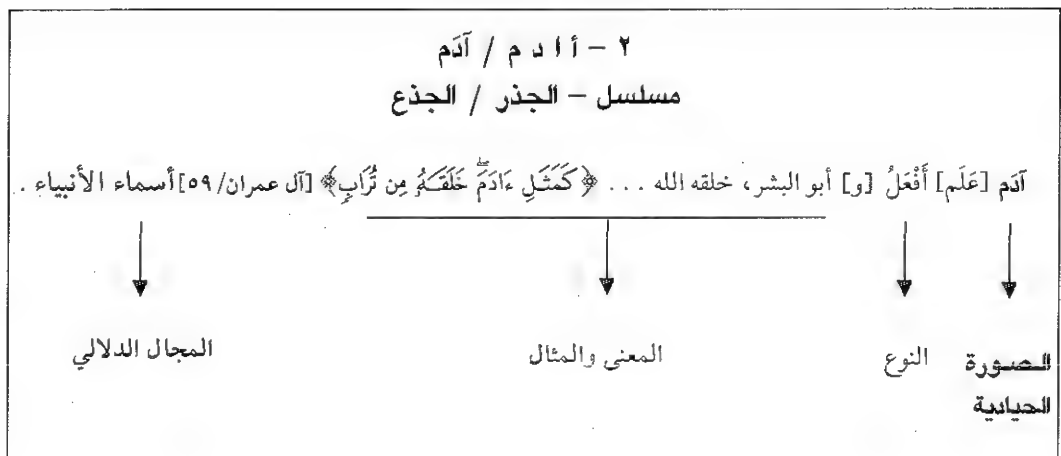 ٢ – أ ا د م / آدَم
مسلسل – الجذر / الجذع
آدَم [عَلَم] أَفْعَلُ [و] أبو البشر، خلقه الله ... ﴿كَمَثَلِ ءَادَمَۖ خَلَقَهُۥ مِن تُرَابٍ﴾ [آل عمران/٥٩] أسماء الأنبياء .
الصورة الحيادية
النوع
المعنى والمثال
المجال الدلالي